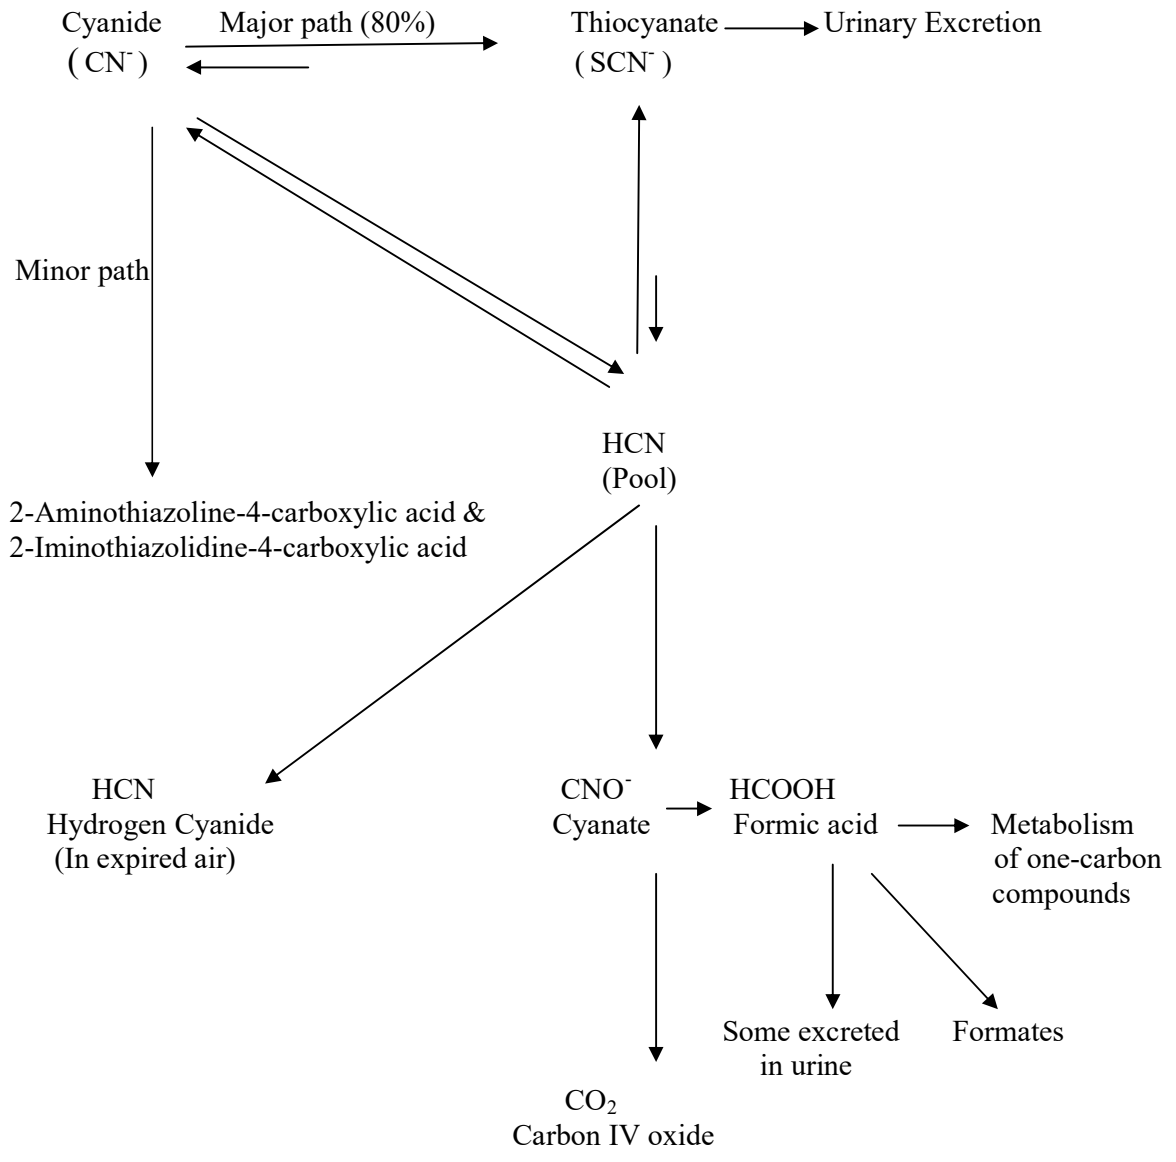 Cyanide
( CN⁻ )
Major path (80%)
Thiocyanate
( SCN⁻ )
Urinary Excretion
Minor path
HCN
(Pool)
2-Aminothiazoline-4-carboxylic acid &
2-Iminothiazolidine-4-carboxylic acid
HCN
Hydrogen Cyanide
(In expired air)
CNO⁻
Cyanate
HCOOH
Formic acid
Metabolism
of one-carbon
compounds
Some excreted
in urine
Formates
CO₂
Carbon IV oxide